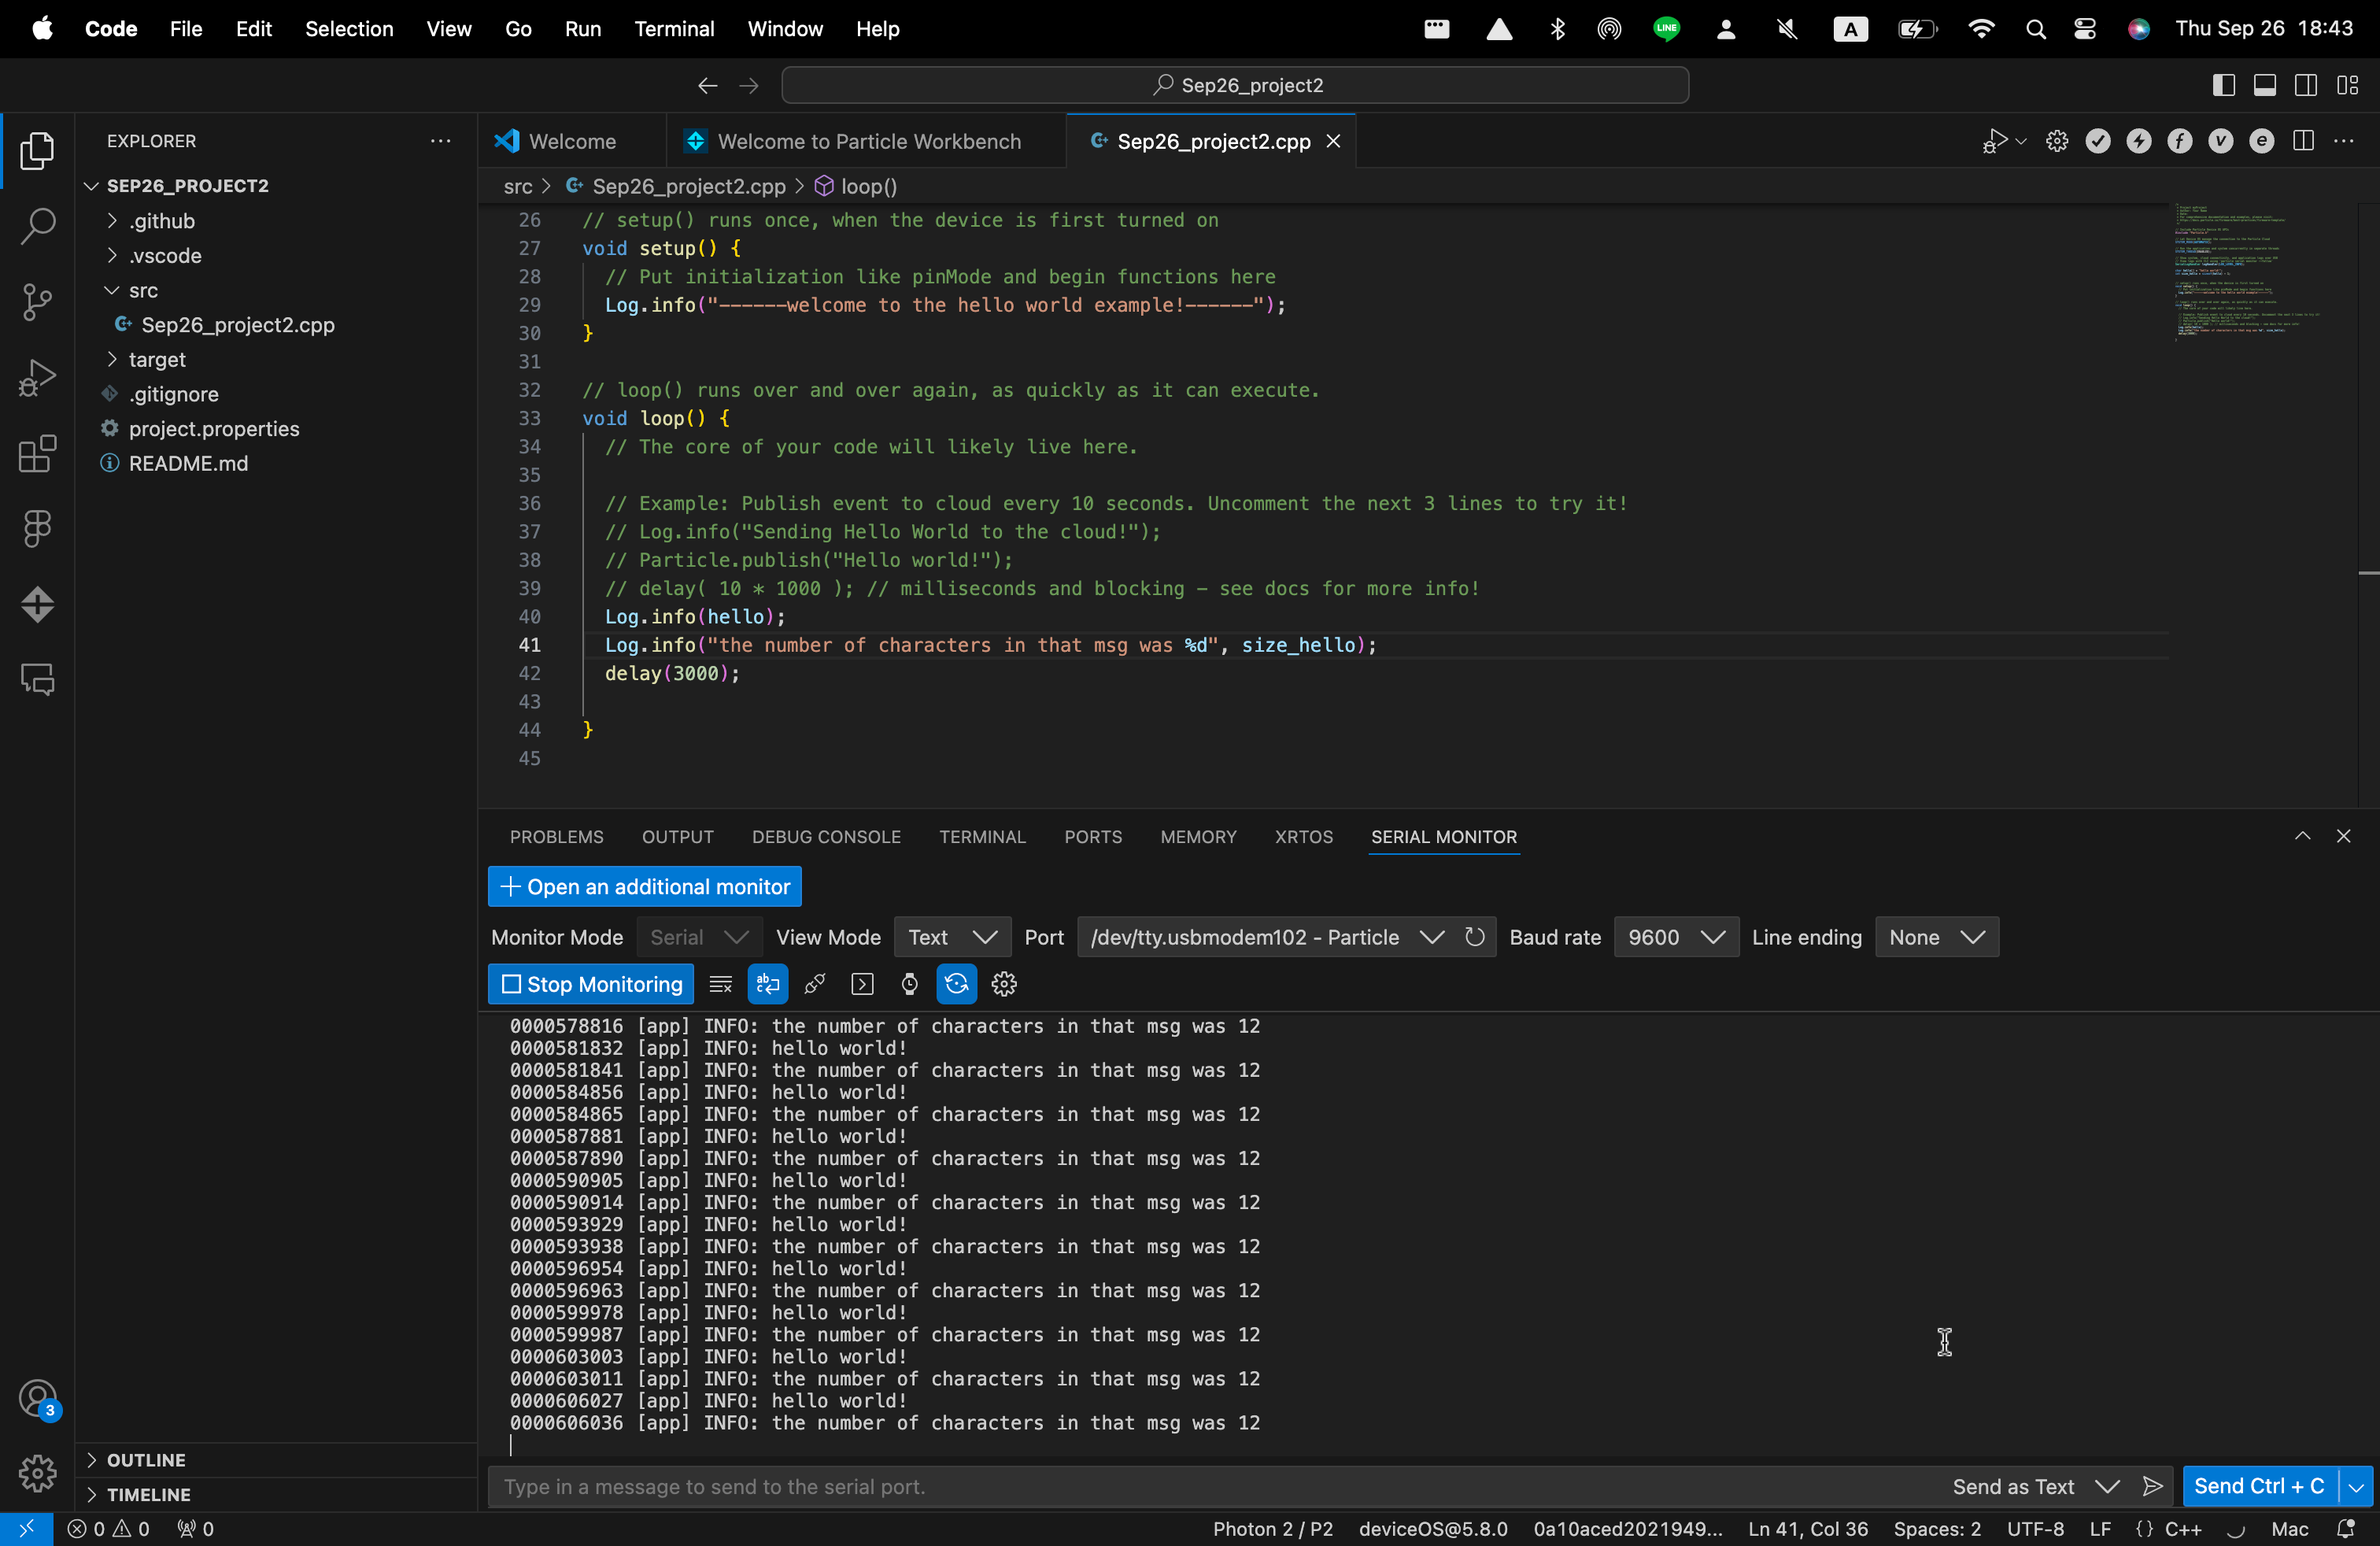 Code File Edit Selection View Go Run Terminal Window Help LINE A Thu Sep 26 18:43
Sep26_project2
EXPLORER
SEP26_PROJECT2
.github
.vscode
src
Sep26_project2.cpp
target
.gitignore
project.properties
README.md
OUTLINE
TIMELINE
3
Welcome Welcome to Particle Workbench Sep26_project2.cpp
src > Sep26_project2.cpp > loop()
26 // setup() runs once, when the device is first turned on
27 void setup() {
28 // Put initialization like pinMode and begin functions here
29 Log.info("------welcome to the hello world example!------");
30 }
31
32 // loop() runs over and over again, as quickly as it can execute.
33 void loop() {
34 // The core of your code will likely live here.
35
36 // Example: Publish event to cloud every 10 seconds. Uncomment the next 3 lines to try it!
37 // Log.info("Sending Hello World to the cloud!");
38 // Particle.publish("Hello world!");
39 // delay( 10 * 1000 ); // milliseconds and blocking - see docs for more info!
40 Log.info(hello);
41 Log.info("the number of characters in that msg was %d", size_hello);
42 delay(3000);
43
44 }
45
PROBLEMS OUTPUT DEBUG CONSOLE TERMINAL PORTS MEMORY XRTOS SERIAL MONITOR
Open an additional monitor
Monitor Mode Serial View Mode Text Port /dev/tty.usbmodem102 - Particle Baud rate 9600 Line ending None
Stop Monitoring
0000578816 [app] INFO: the number of characters in that msg was 12
0000581832 [app] INFO: hello world!
0000581841 [app] INFO: the number of characters in that msg was 12
0000584856 [app] INFO: hello world!
0000584865 [app] INFO: the number of characters in that msg was 12
0000587881 [app] INFO: hello world!
0000587890 [app] INFO: the number of characters in that msg was 12
0000590905 [app] INFO: hello world!
0000590914 [app] INFO: the number of characters in that msg was 12
0000593929 [app] INFO: hello world!
0000593938 [app] INFO: the number of characters in that msg was 12
0000596954 [app] INFO: hello world!
0000596963 [app] INFO: the number of characters in that msg was 12
0000599978 [app] INFO: hello world!
0000599987 [app] INFO: the number of characters in that msg was 12
0000603003 [app] INFO: hello world!
0000603011 [app] INFO: the number of characters in that msg was 12
0000606027 [app] INFO: hello world!
0000606036 [app] INFO: the number of characters in that msg was 12
Type in a message to send to the serial port. Send as Text Send Ctrl + C
0 0 0 Photon 2 / P2 deviceOS@5.8.0 0a10aced2021949... Ln 41, Col 36 Spaces: 2 UTF-8 LF {} C++ Mac